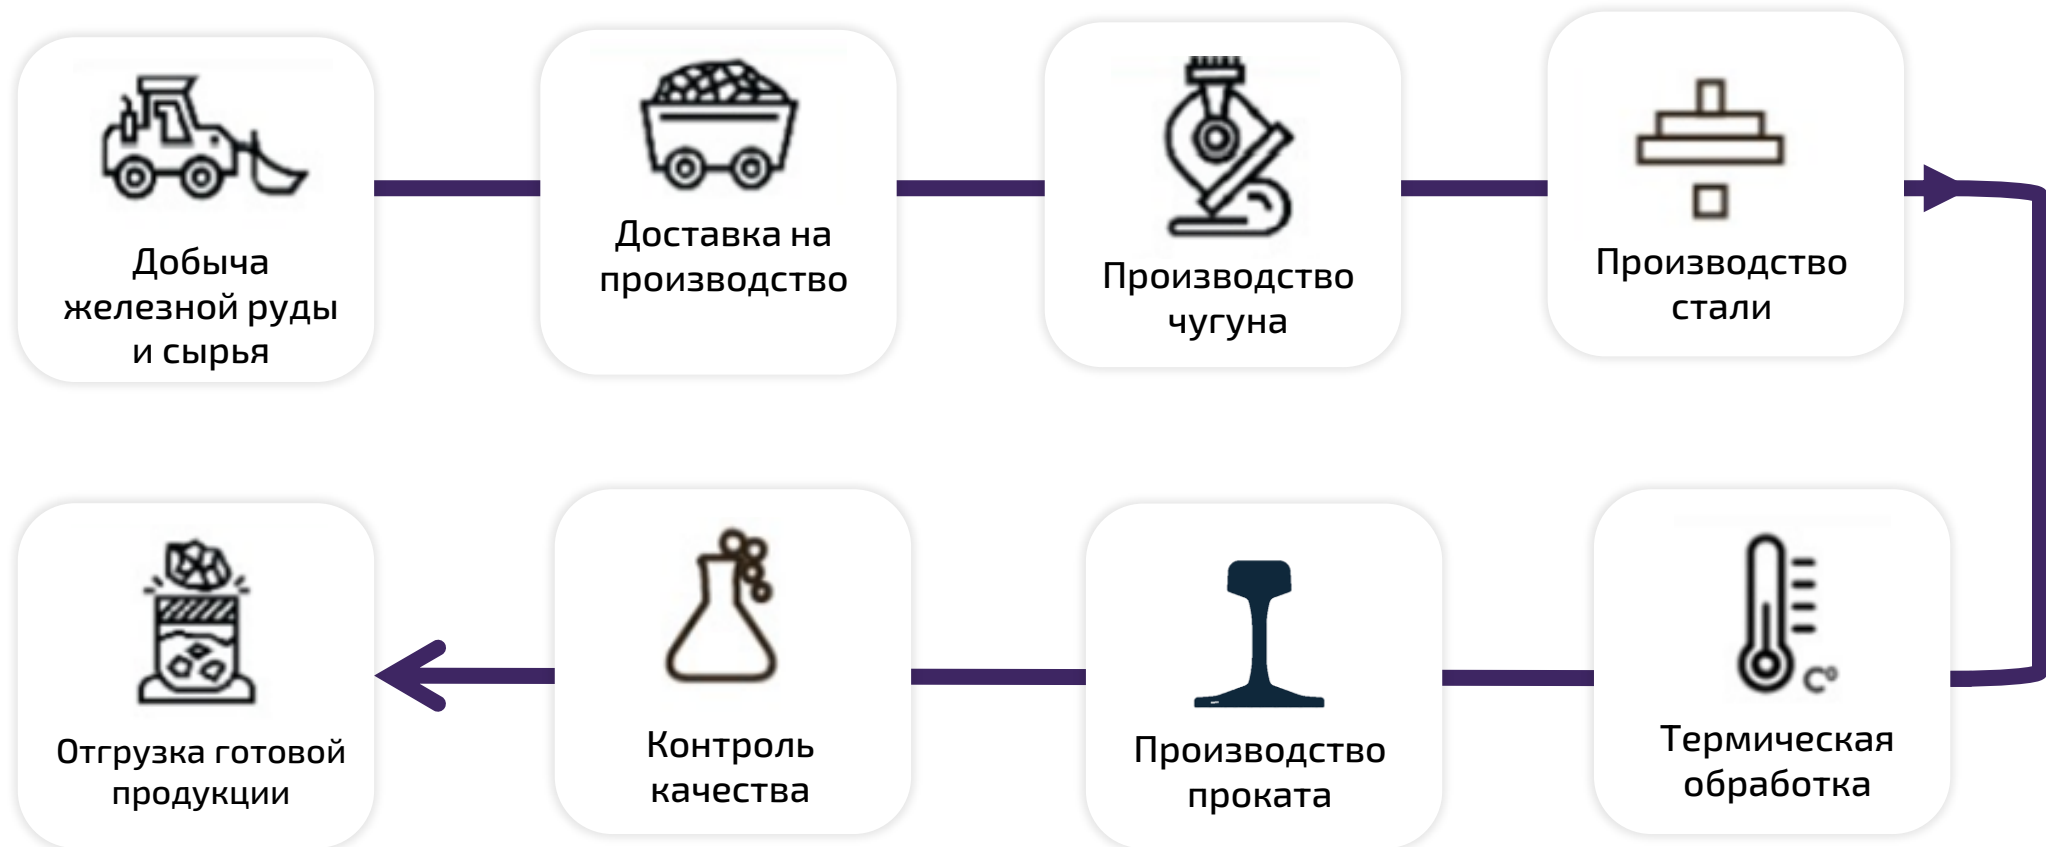 Добыча
железной руды
и сырья
Доставка на
производство
Производство
чугуна
Производство
стали
Отгрузка готовой
продукции
Контроль
качества
Производство
проката
C°
Термическая
обработка